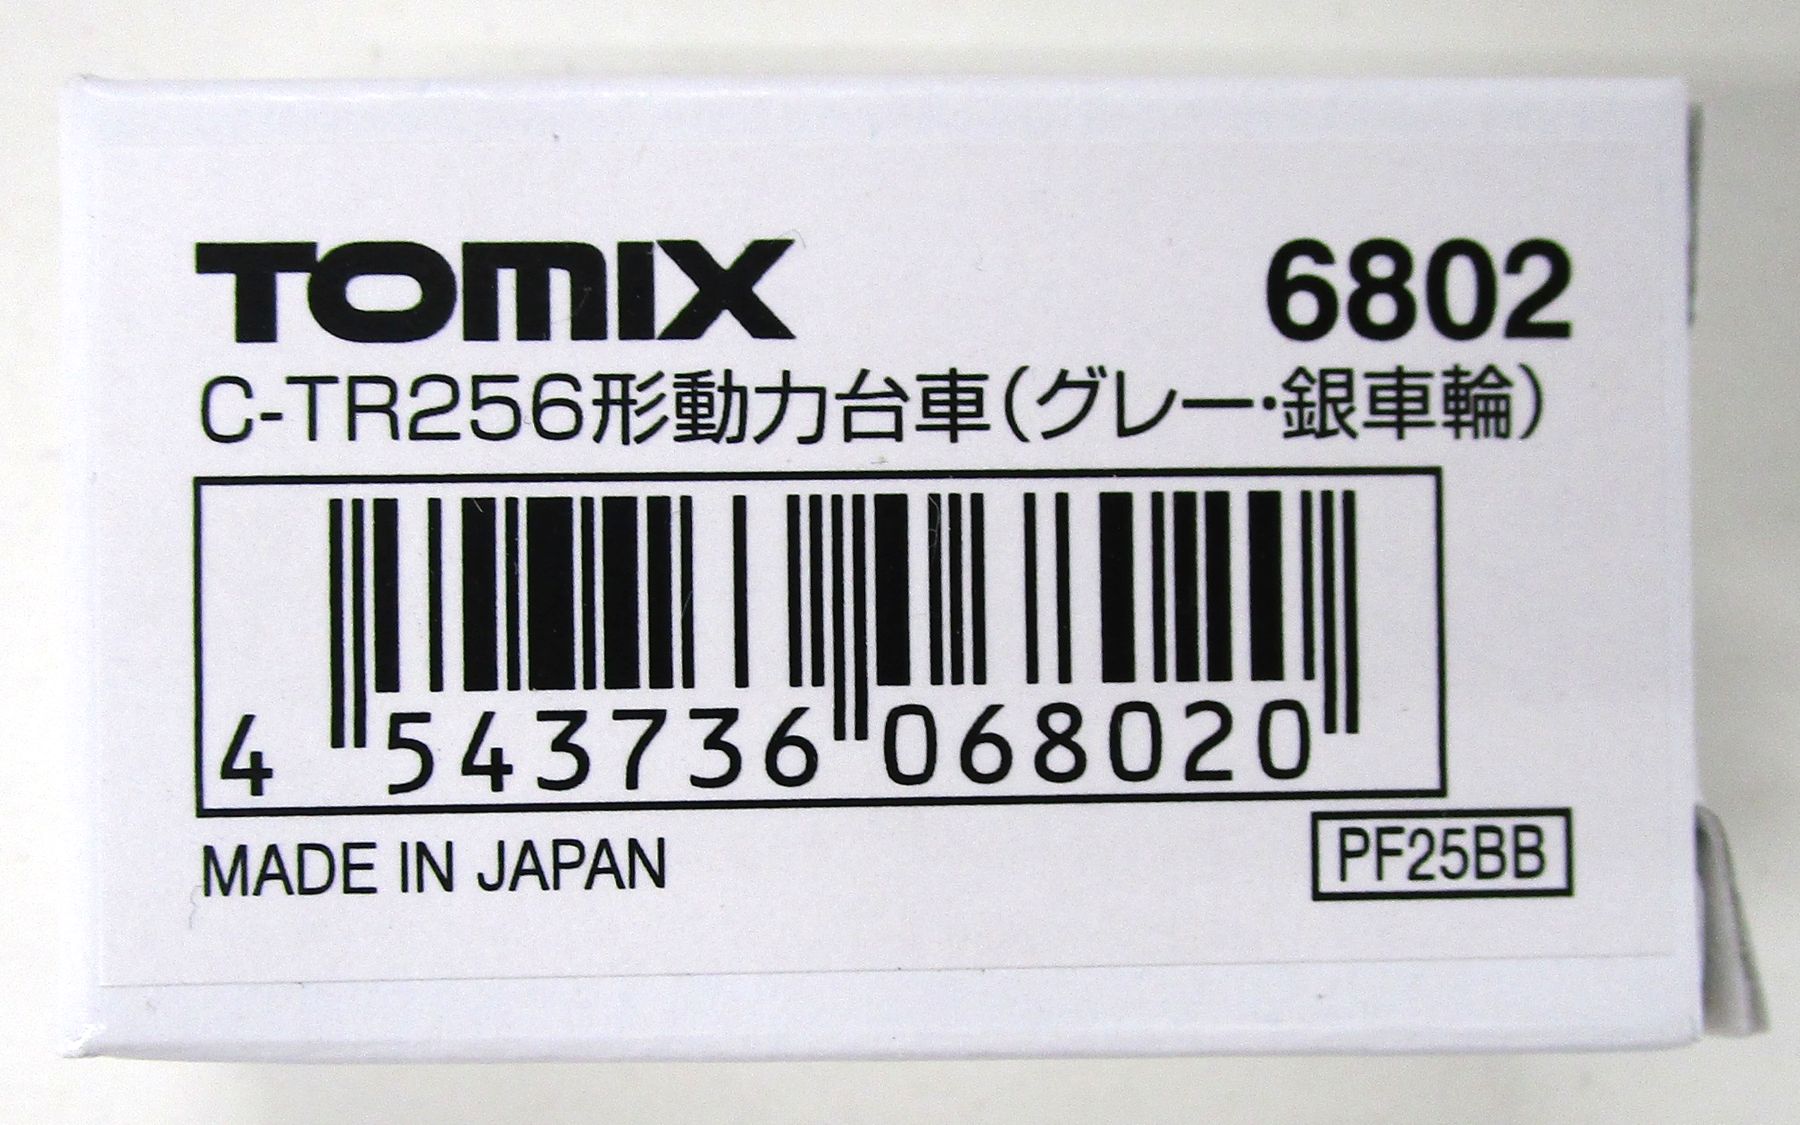 TOMIX 6802
C-TR256形動力台車(グレー・銀車輪)
4 543736 068020
MADE IN JAPAN PF25BB